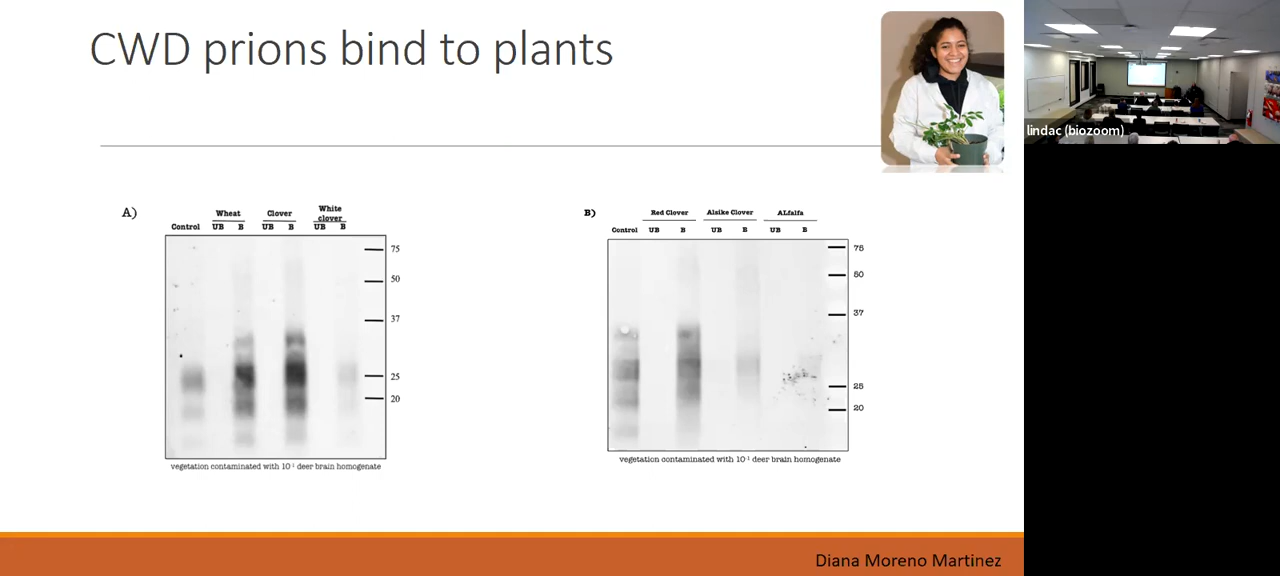 CWD prions bind to plants
lindac (biozoom)
A)
Wheat Clover White clover
Control UB B UB B UB B
75
50
37
25
20
vegetation contaminated with 10⁻¹ deer brain homogenate
B)
Red Clover Alsike Clover ALfalfa
Control UB B UB B UB B
75
50
37
25
20
vegetation contaminated with 10⁻¹ deer brain homogenate
Diana Moreno Martinez